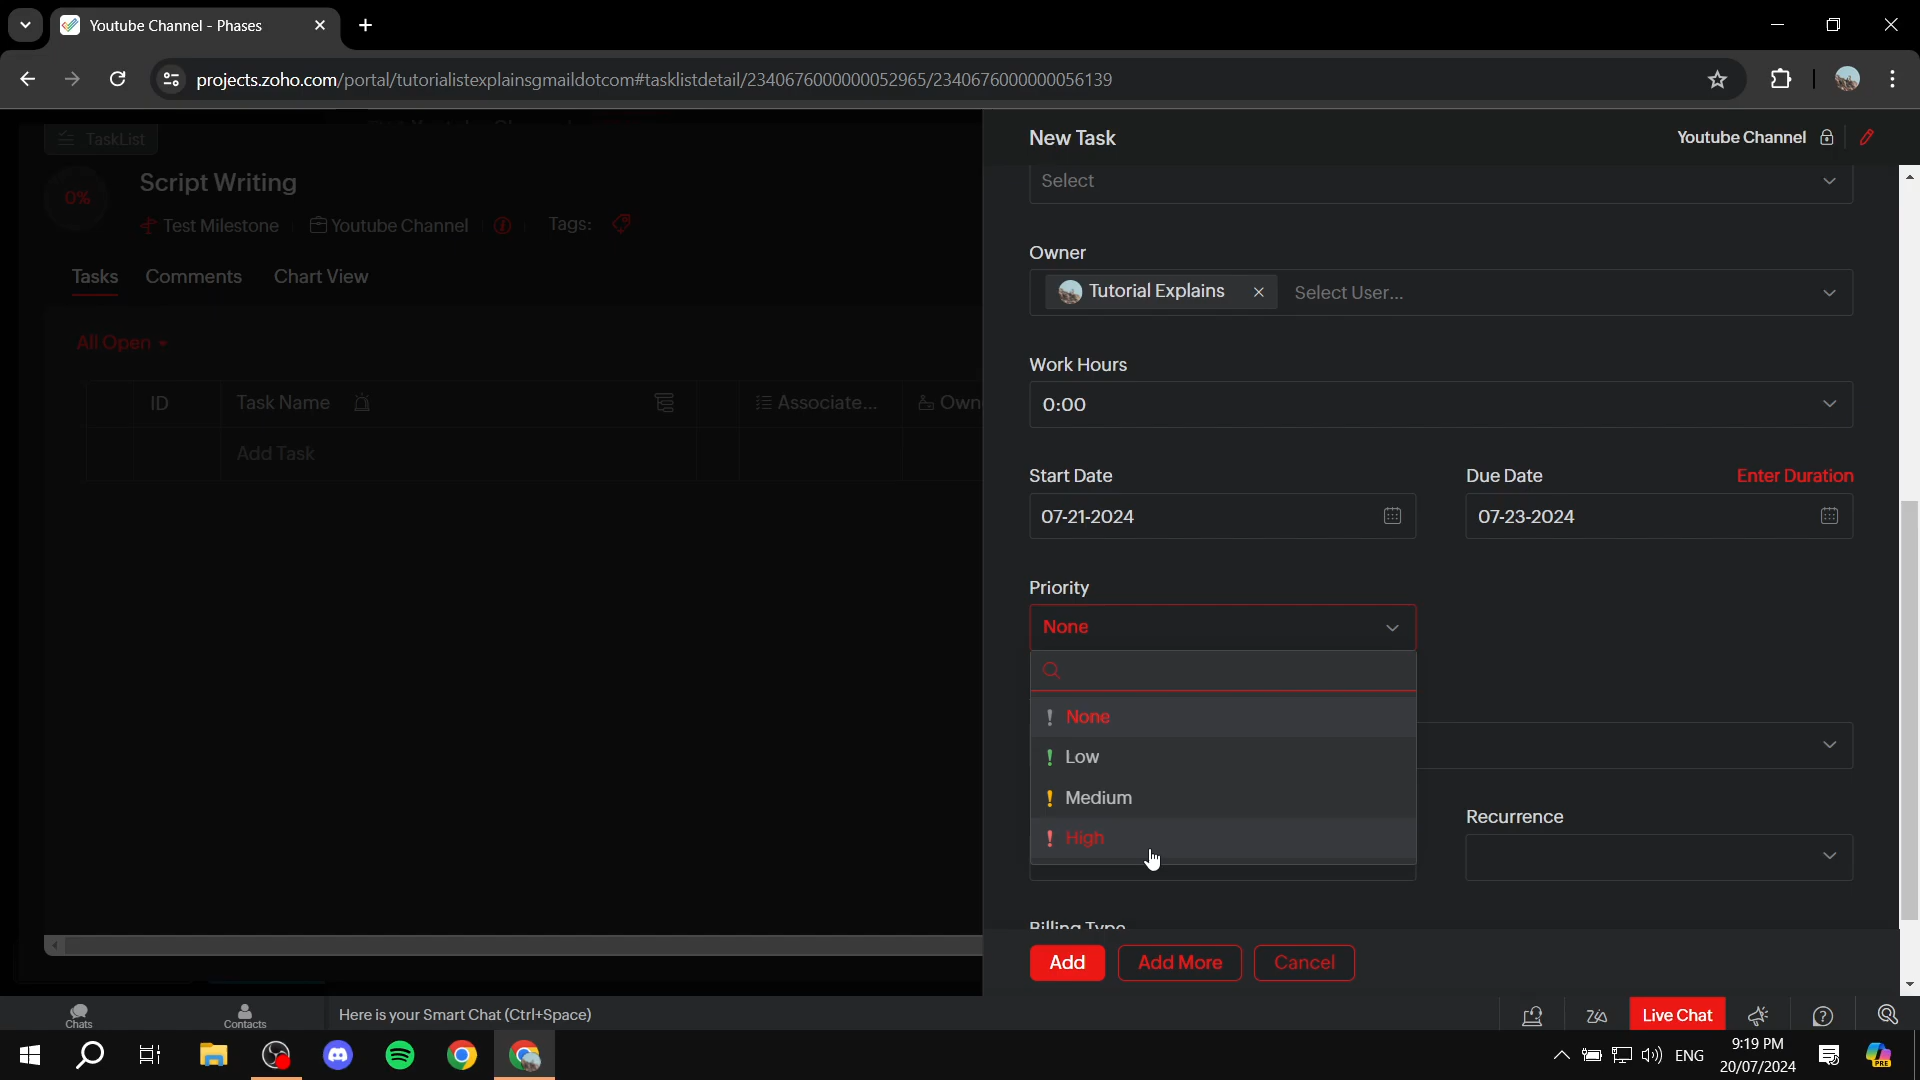 Youtube Channel - Phases
projects.zoho.com/portal/tutorialistexplainsgmaildotcom#tasklistdetail/2340676000000052965/2340676000000056139
TaskList
0%
Script Writing
Test Milestone
Youtube Channel
Tags:
Tasks
Comments
Chart View
All Open
ID
Task Name
Associate...
Own
Add Task
New Task
Youtube Channel
Select
Owner
Tutorial Explains
Select User...
Work Hours
0:00
Start Date
Due Date
Enter Duration
07-21-2024
07-23-2024
Priority
None
None
Low
Medium
High
Recurrence
Billing Type
Add
Add More
Cancel
Chats
Contacts
Here is your Smart Chat (Ctrl+Space)
Live Chat
ENG
9:19 PM
20/07/2024
PRE